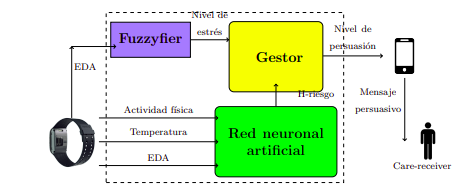 Nivel de
estrés
Fuzzyfier
Gestor
Nivel de
persuasión
EDA
H-riesgo
Mensaje
persuasivo
Actividad física
Temperatura
EDA
Red neuronal
artificial
Care-receiver